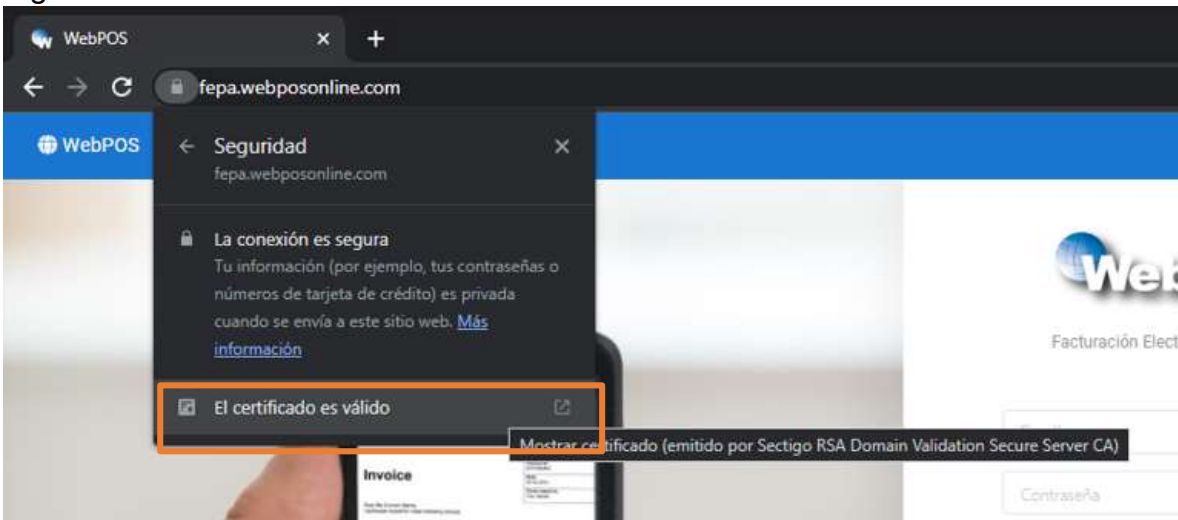 WebPOS
fepa.webposonline.com
WebPOS
Seguridad
fepa.webposonline.com
La conexión es segura
Tu información (por ejemplo, tus contraseñas o
números de tarjeta de crédito) es privada
cuando se envía a este sitio web. Más
información
El certificado es válido
Mostrar certificado (emitido por Sectigo RSA Domain Validation Secure Server CA)
Web
Facturación Elect
Contraseña
Invoice